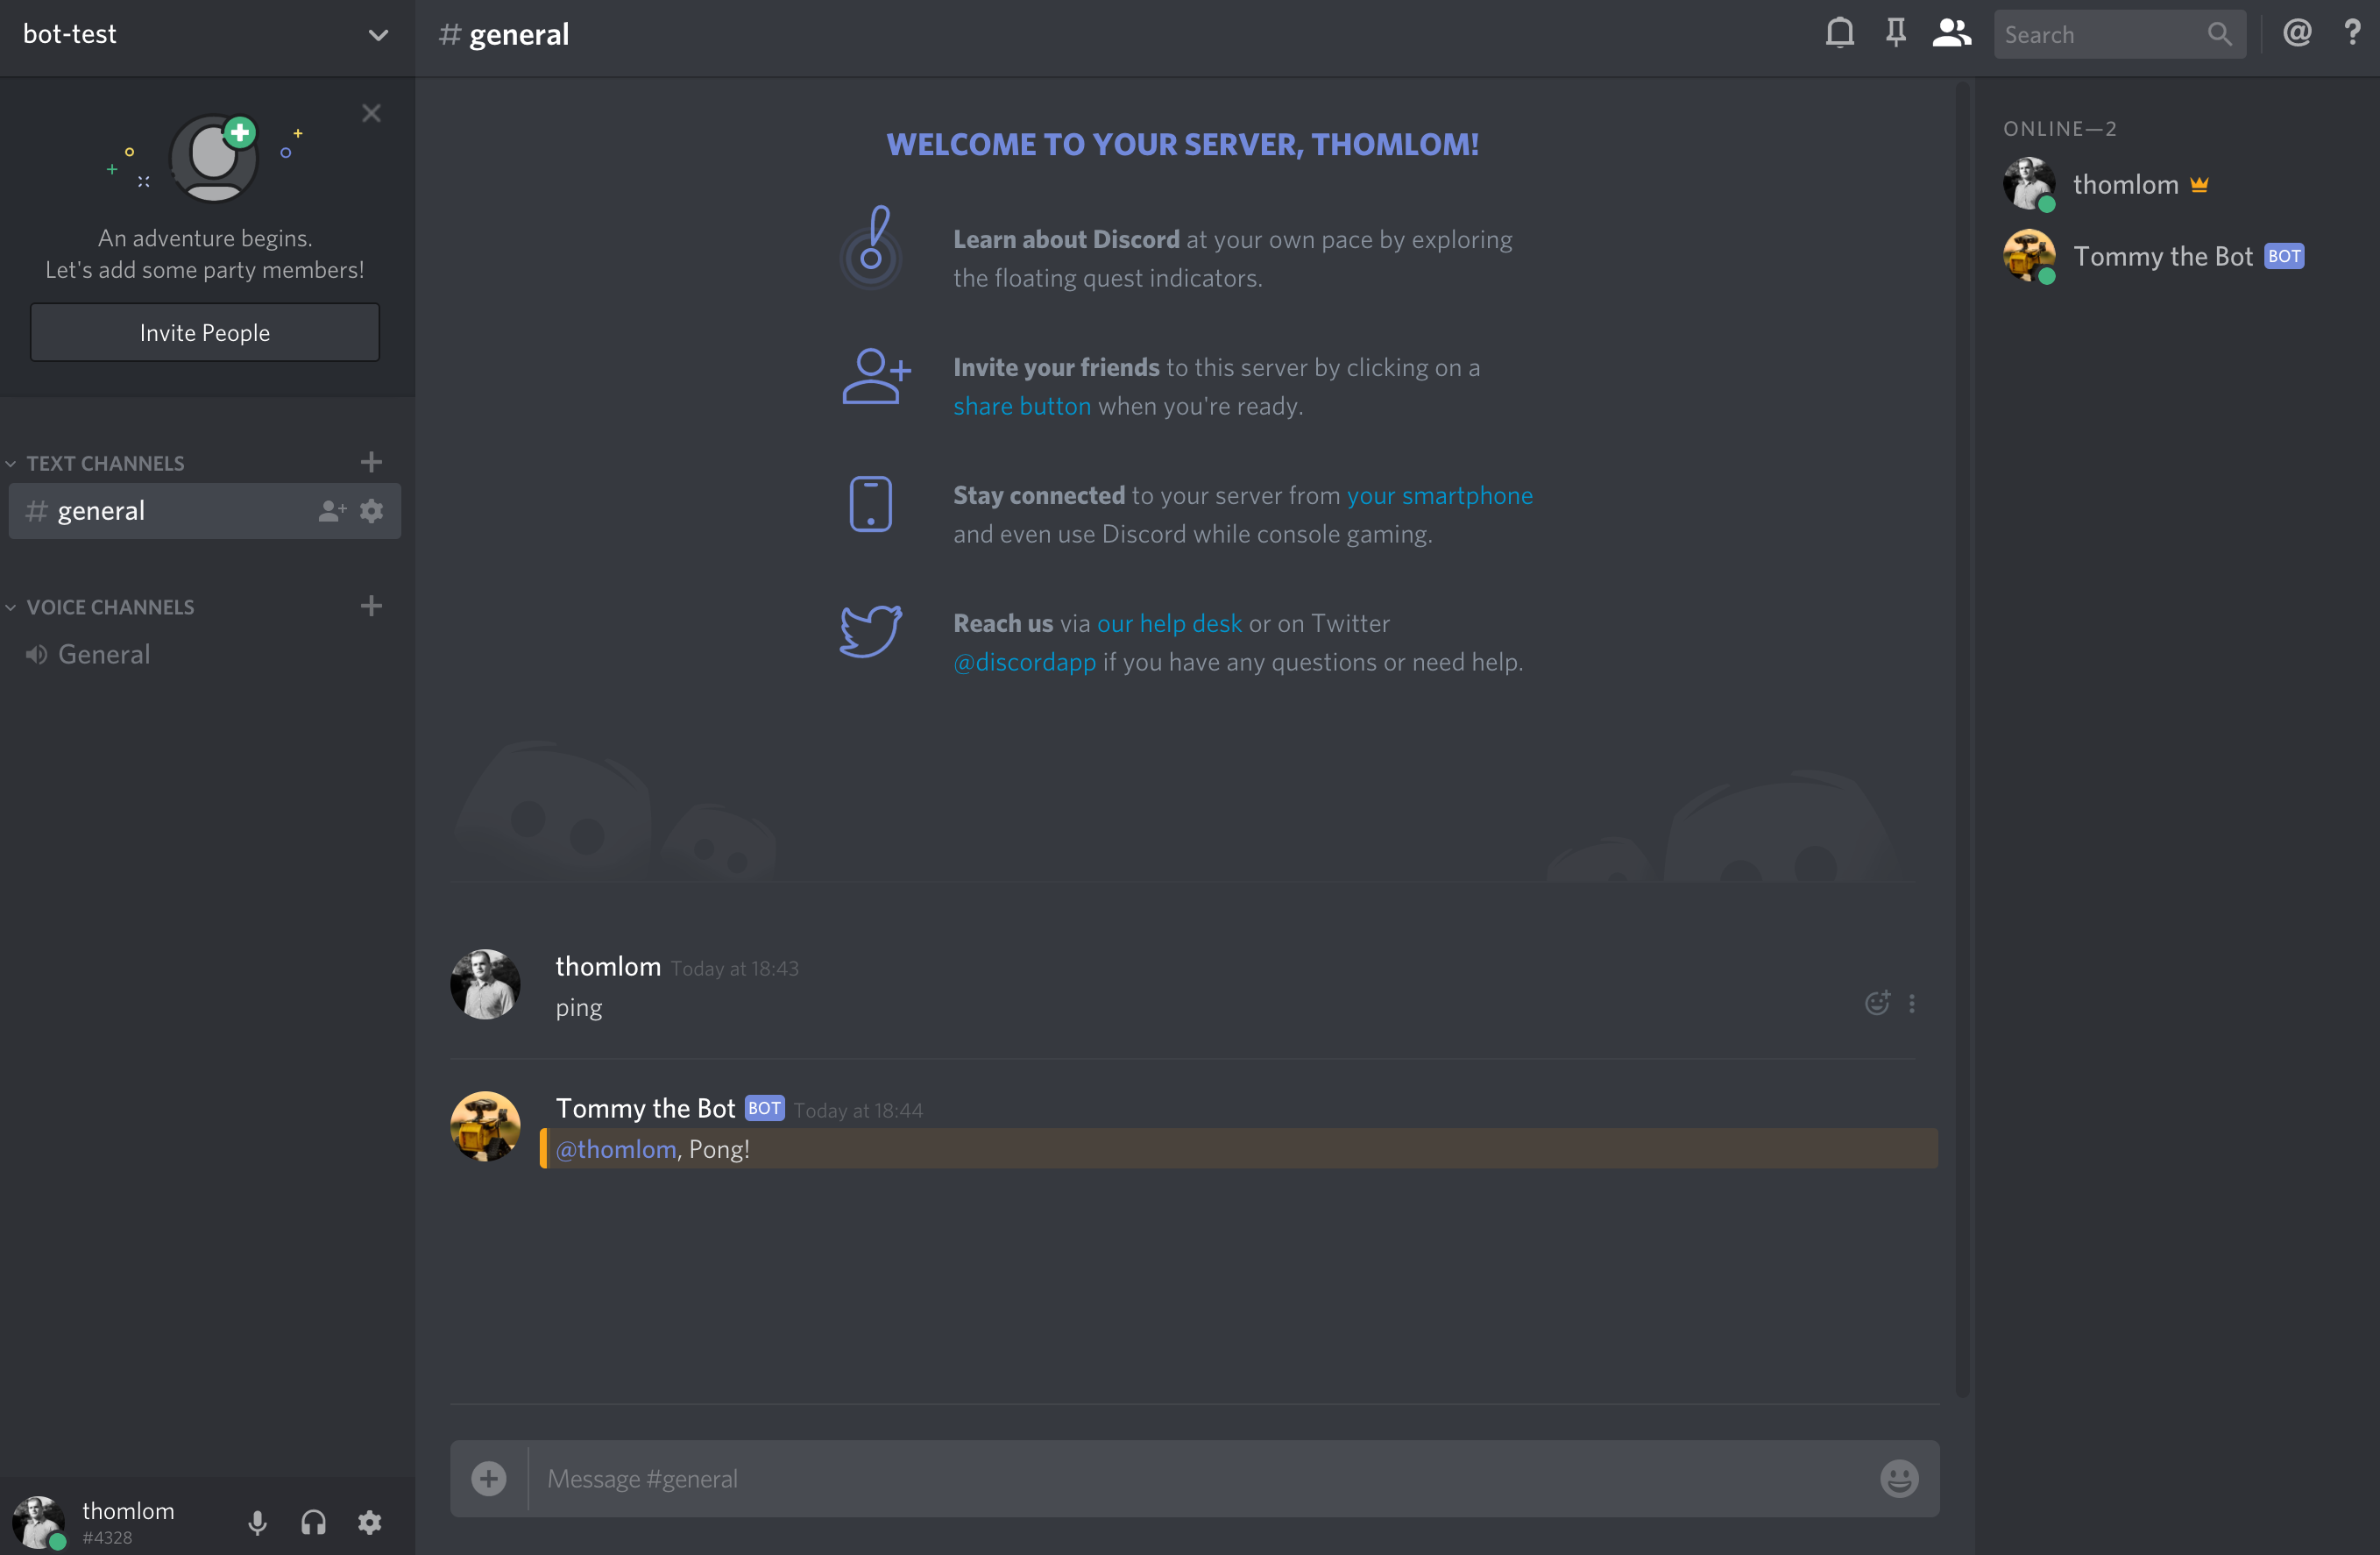 bot-test
An adventure begins.
Let's add some party members!
Invite People
TEXT CHANNELS
# general
VOICE CHANNELS
General
thomlom
#4328
# general
Search
WELCOME TO YOUR SERVER, THOMLOM!
Learn about Discord at your own pace by exploring
the floating quest indicators.
Invite your friends to this server by clicking on a
share button when you're ready.
Stay connected to your server from your smartphone
and even use Discord while console gaming.
Reach us via our help desk or on Twitter
@discordapp if you have any questions or need help.
thomlom Today at 18:43
ping
Tommy the Bot BOT Today at 18:44
@thomlom, Pong!
Message #general
ONLINE—2
thomlom
Tommy the Bot BOT